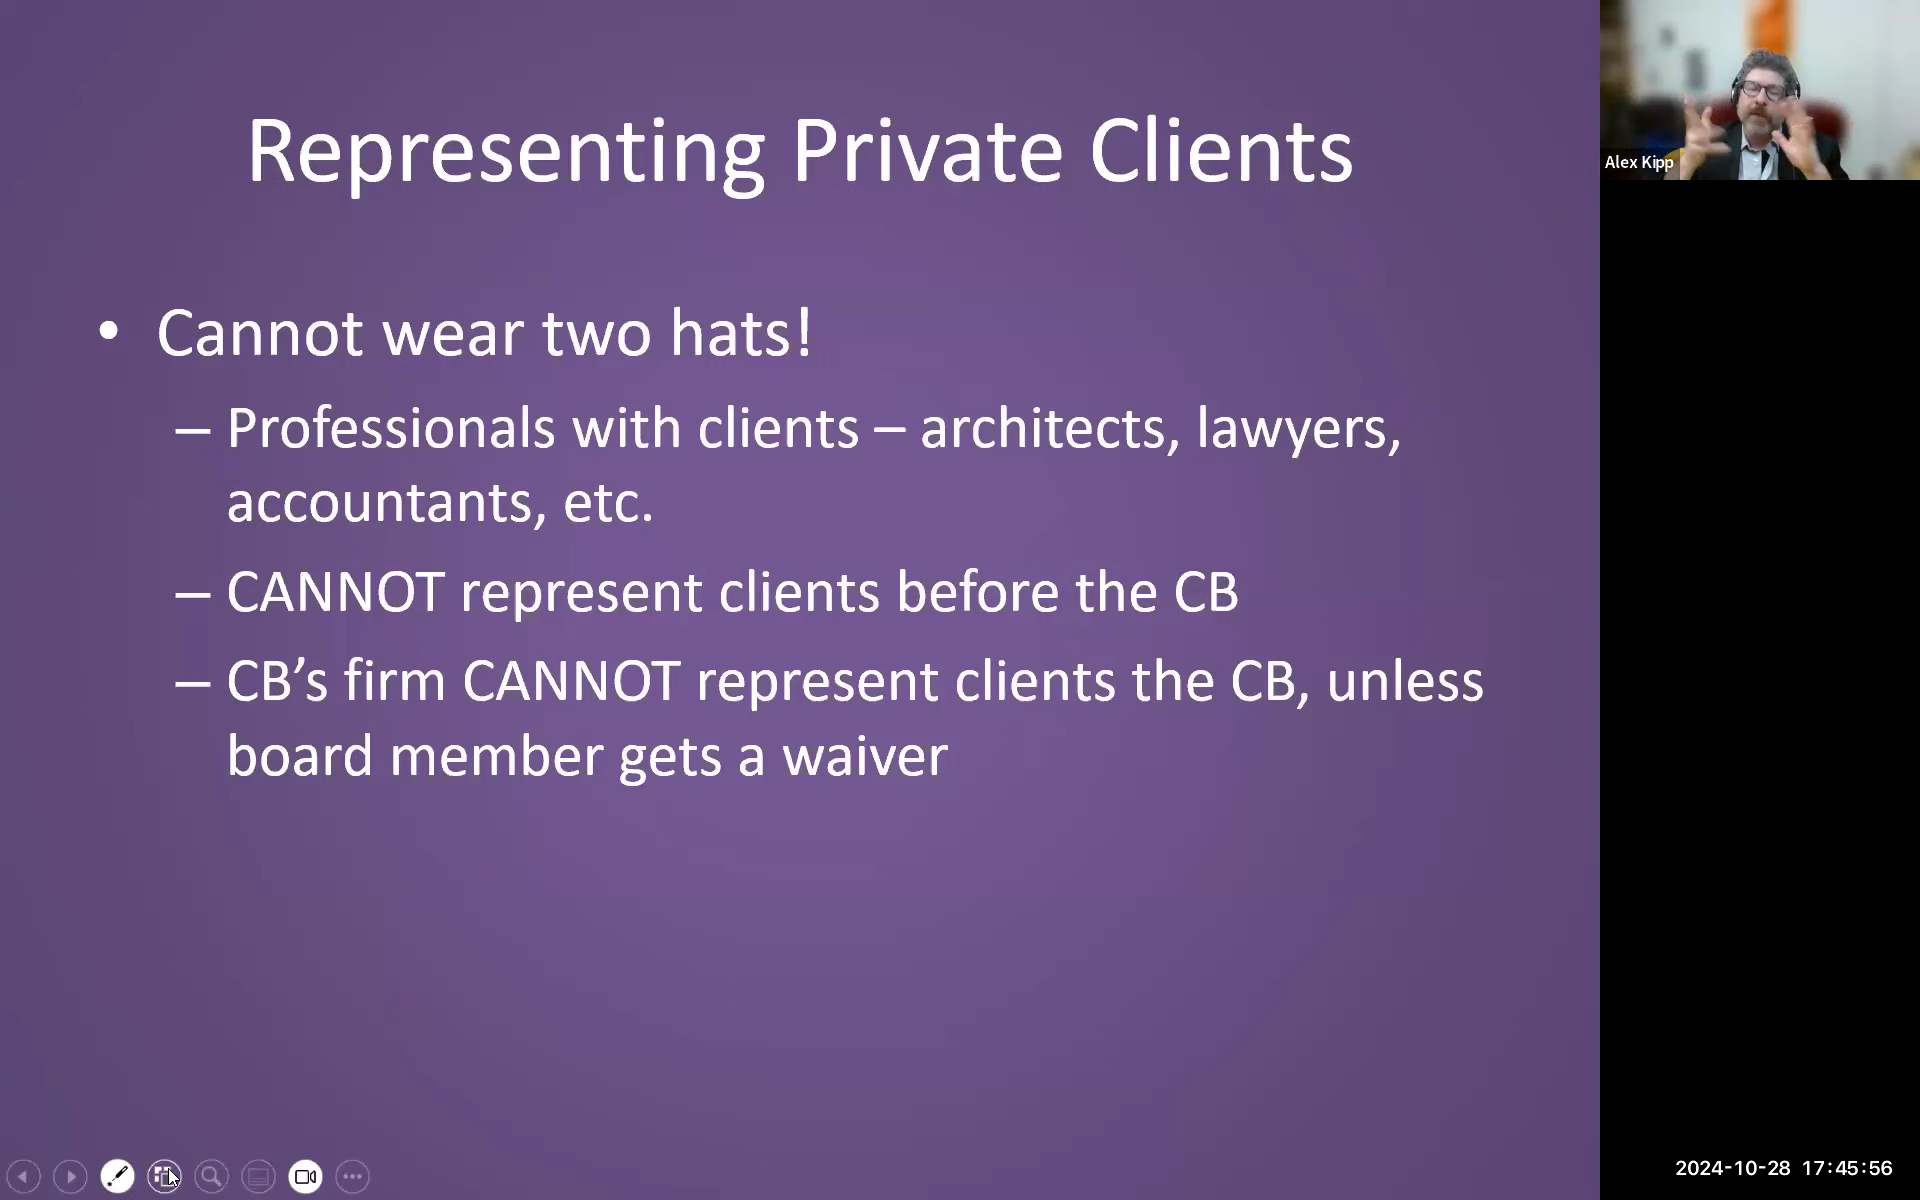 Representing Private Clients
• Cannot wear two hats!
– Professionals with clients – architects, lawyers,
accountants, etc.
– CANNOT represent clients before the CB
– CB’s firm CANNOT represent clients the CB, unless
board member gets a waiver
Alex Kipp
2024-10-28 17:45:56